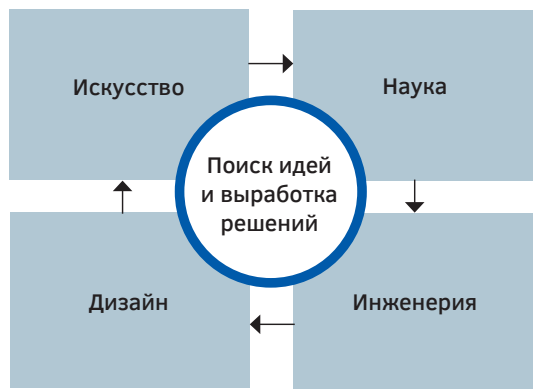 Искусство
Наука
Поиск идей
и выработка
решений
Дизайн
Инженерия